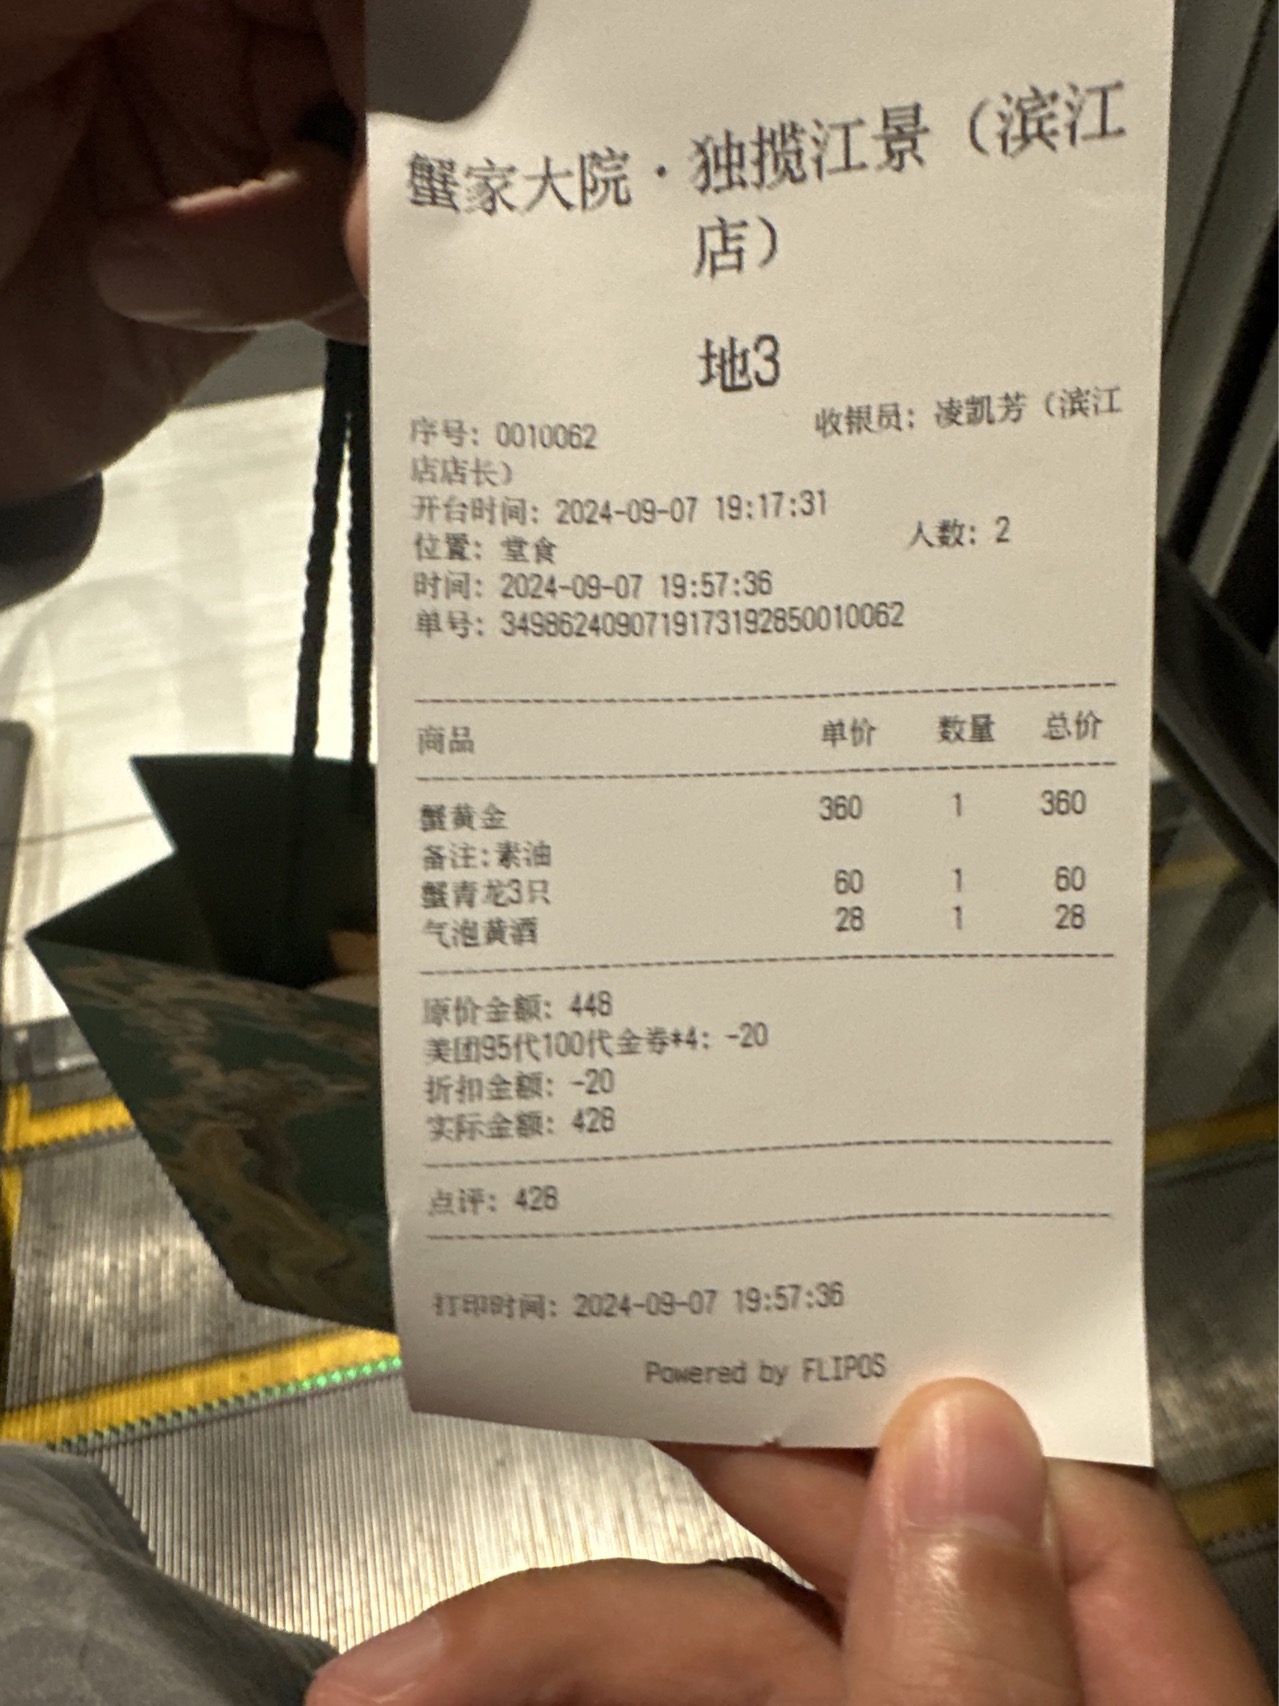 蟹家大院·独揽江景（滨江
店）
地3
序号: 0010062 收银员: 凌凯芳（滨江
店店长）
开台时间: 2024-09-07 19:17:31
位置: 堂食 人数: 2
时间: 2024-09-07 19:57:36
单号: 3498624090719173192850010062
商品 单价 数量 总价
蟹黄金 360 1 360
备注:素油
蟹青龙3只 60 1 60
气泡黄酒 28 1 28
原价金额: 448
美团95代100代金券*4: -20
折扣金额: -20
实际金额: 428
点评: 428
打印时间: 2024-09-07 19:57:36
Powered by FLIPOS